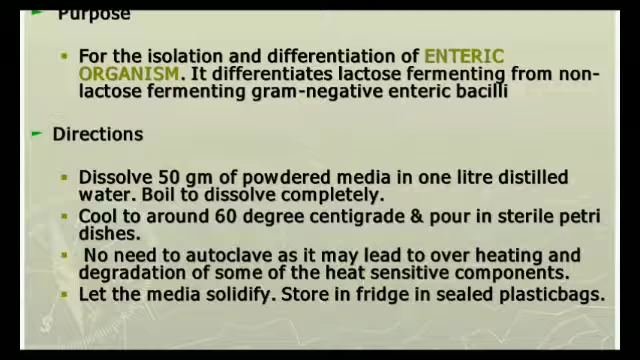 Purpose
For the isolation and differentiation of ENTERIC
ORGANISM. It differentiates lactose fermenting from non-
lactose fermenting gram-negative enteric bacilli
Directions
Dissolve 50 gm of powdered media in one litre distilled
water. Boil to dissolve completely.
Cool to around 60 degree centigrade & pour in sterile petri
dishes.
No need to autoclave as it may lead to over heating and
degradation of some of the heat sensitive components.
Let the media solidify. Store in fridge in sealed plasticbags.